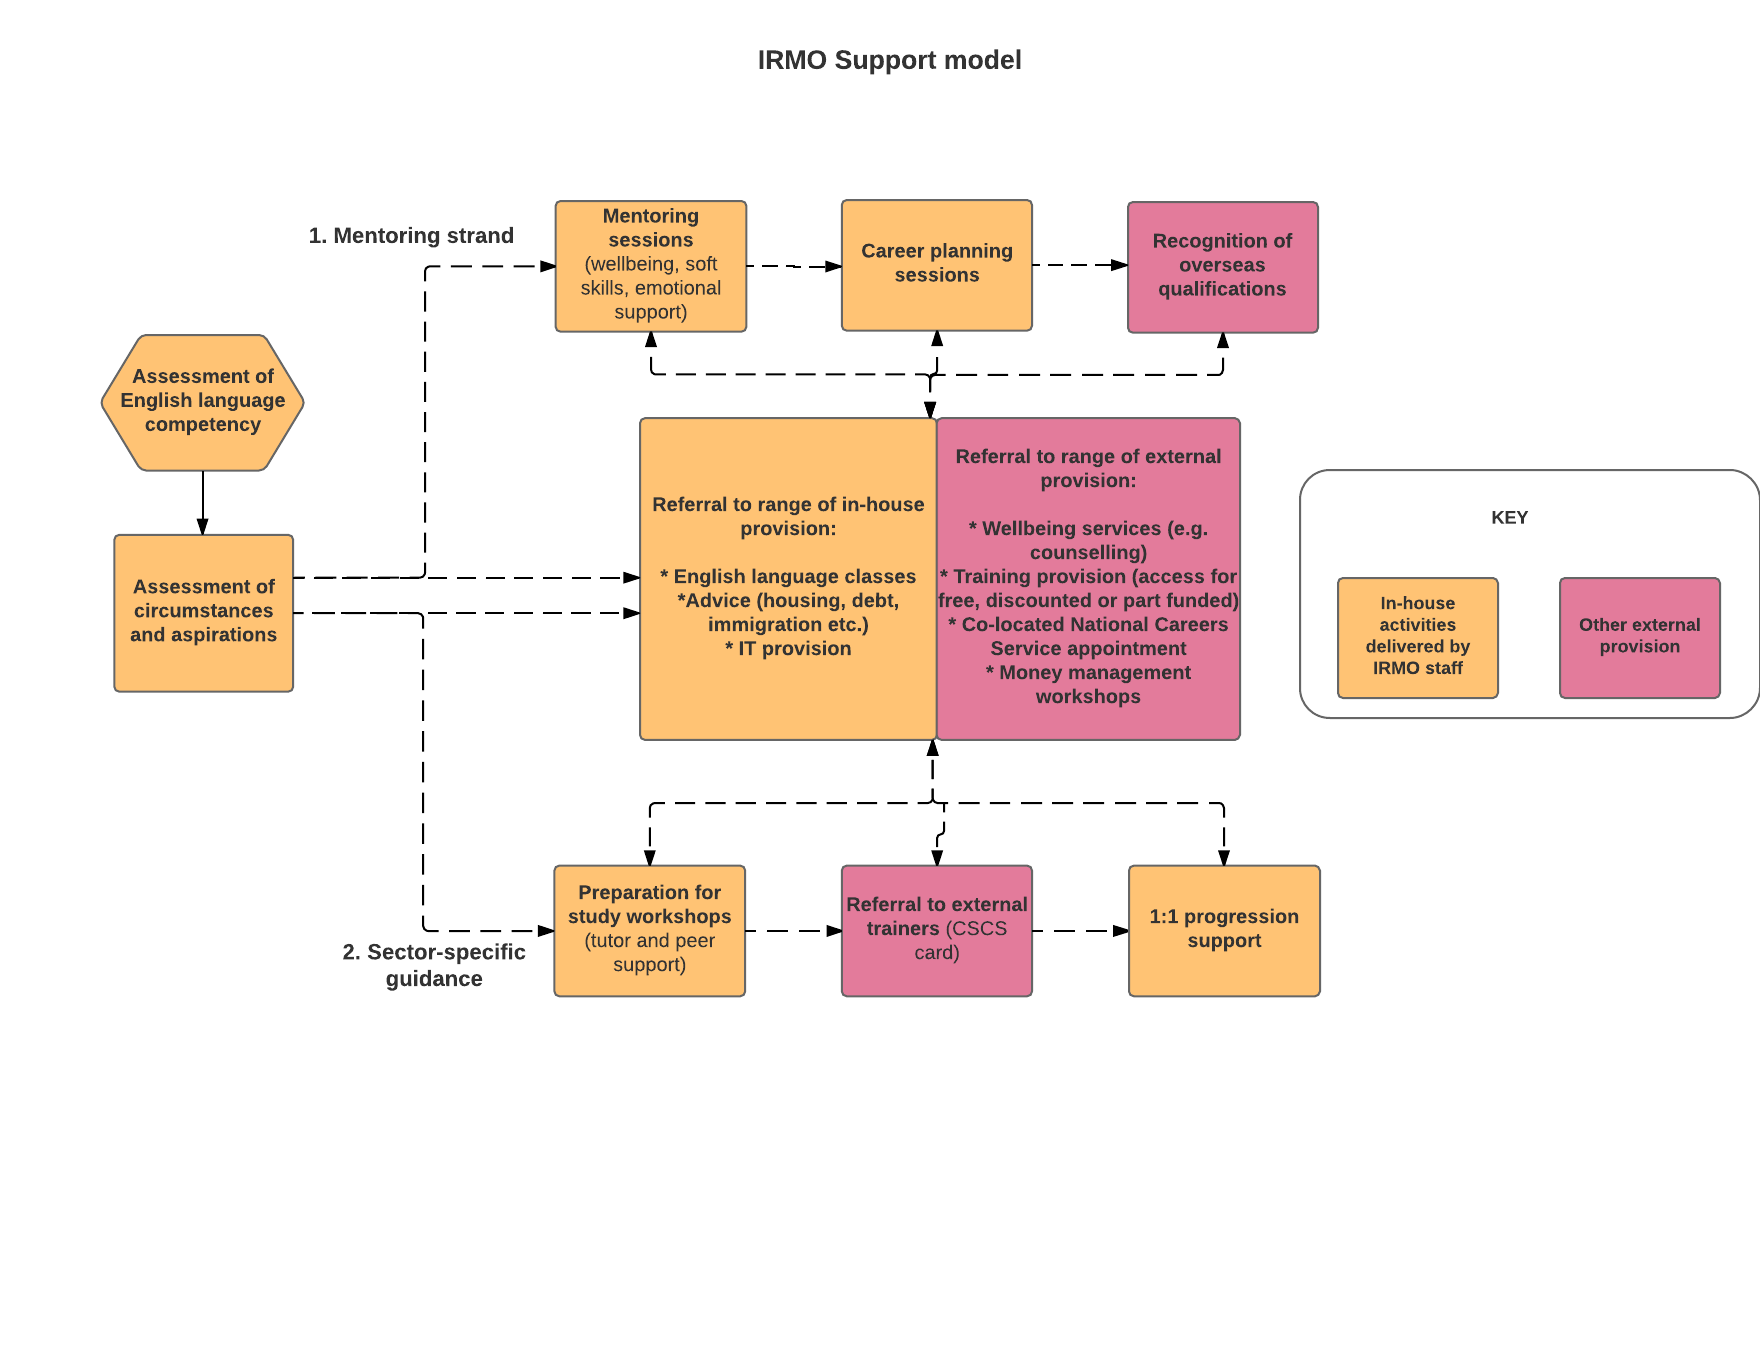 IRMO Support model
1. Mentoring strand
Mentoring
sessions
(wellbeing, soft
skills, emotional
support)
Career planning
sessions
Recognition of
overseas
qualifications
Assessment of
English language
competency
Assessment of
circumstances
and aspirations
Referral to range of in-house
provision:
* English language classes
*Advice (housing, debt,
immigration etc.)
* IT provision
Referral to range of external
provision:
* Wellbeing services (e.g.
counselling)
* Training provision (access for
free, discounted or part funded)
* Co-located National Careers
Service appointment
* Money management
workshops
KEY
In-house
activities
delivered by
IRMO staff
Other external
provision
2. Sector-specific
guidance
Preparation for
study workshops
(tutor and peer
support)
Referral to external
trainers (CSCS
card)
1:1 progression
support